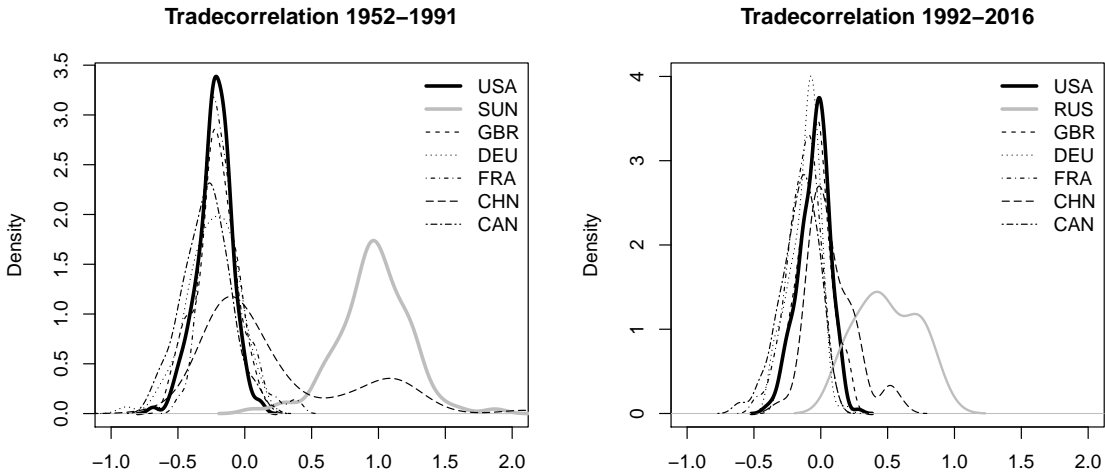 Tradecorrelation 1952−1991
Density
3.5
3.0
2.5
2.0
1.5
1.0
0.5
0.0
USA
SUN
GBR
DEU
FRA
CHN
CAN
−1.0 −0.5 0.0 0.5 1.0 1.5 2.0
Tradecorrelation 1992−2016
Density
4
3
2
1
0
USA
RUS
GBR
DEU
FRA
CHN
CAN
−1.0 −0.5 0.0 0.5 1.0 1.5 2.0